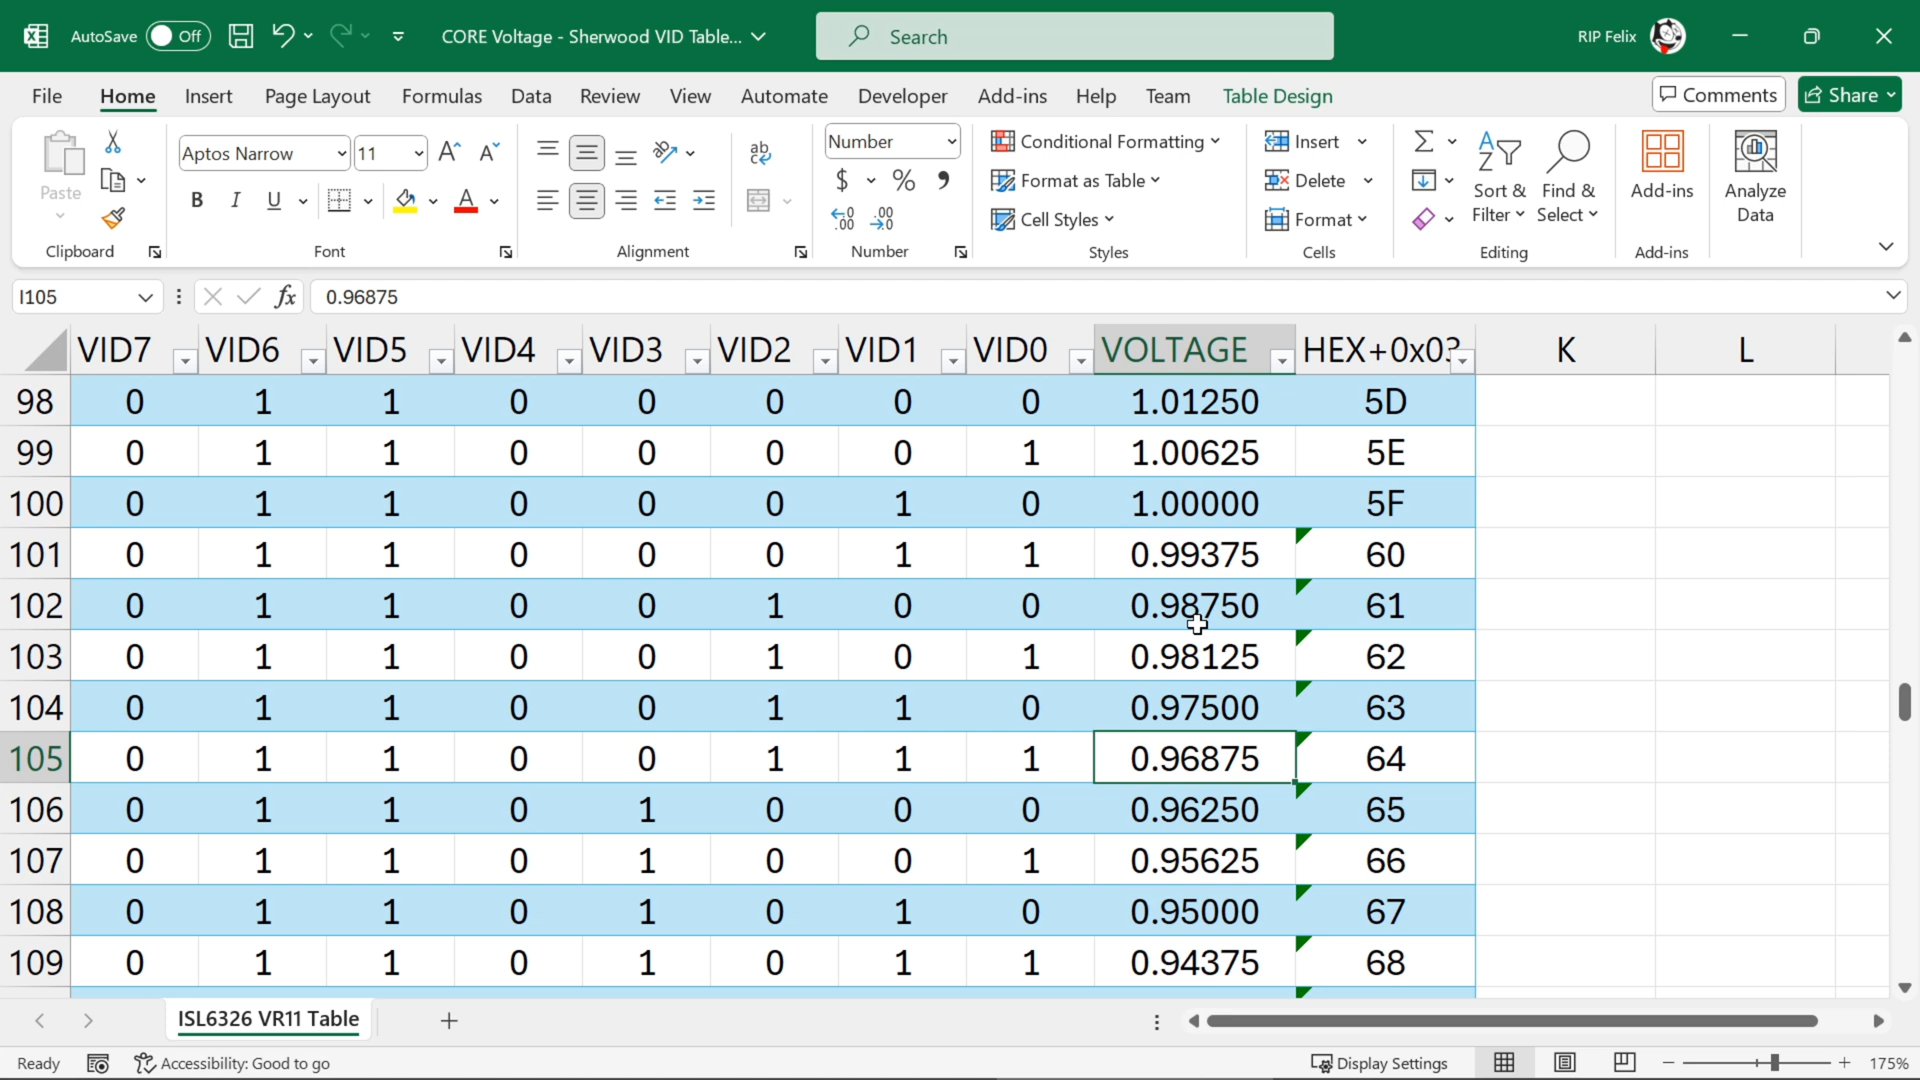 AutoSave Off CORE Voltage - Sherwood VID Table... Search RIP Felix
File Home Insert Page Layout Formulas Data Review View Automate Developer Add-ins Help Team Table Design Comments Share
Paste Aptos Narrow 11 A A ab Number Conditional Formatting Insert Σ A Z
$ % , Format as Table Delete Sort & Filter Find & Select Add-ins Analyze Data
B I U A .00 .00 Cell Styles Format
Clipboard Font Alignment Number Styles Cells Editing Add-ins
I105 fx 0.96875
VID7 VID6 VID5 VID4 VID3 VID2 VID1 VID0 VOLTAGE HEX+0x03 K L
98 0 1 1 0 0 0 0 0 1.01250 5D
99 0 1 1 0 0 0 0 1 1.00625 5E
100 0 1 1 0 0 0 1 0 1.00000 5F
101 0 1 1 0 0 0 1 1 0.99375 60
102 0 1 1 0 0 1 0 0 0.98750 61
103 0 1 1 0 0 1 0 1 0.98125 62
104 0 1 1 0 0 1 1 0 0.97500 63
105 0 1 1 0 0 1 1 1 0.96875 64
106 0 1 1 0 1 0 0 0 0.96250 65
107 0 1 1 0 1 0 0 1 0.95625 66
108 0 1 1 0 1 0 1 0 0.95000 67
109 0 1 1 0 1 0 1 1 0.94375 68
ISL6326 VR11 Table
Ready Accessibility: Good to go Display Settings 175%